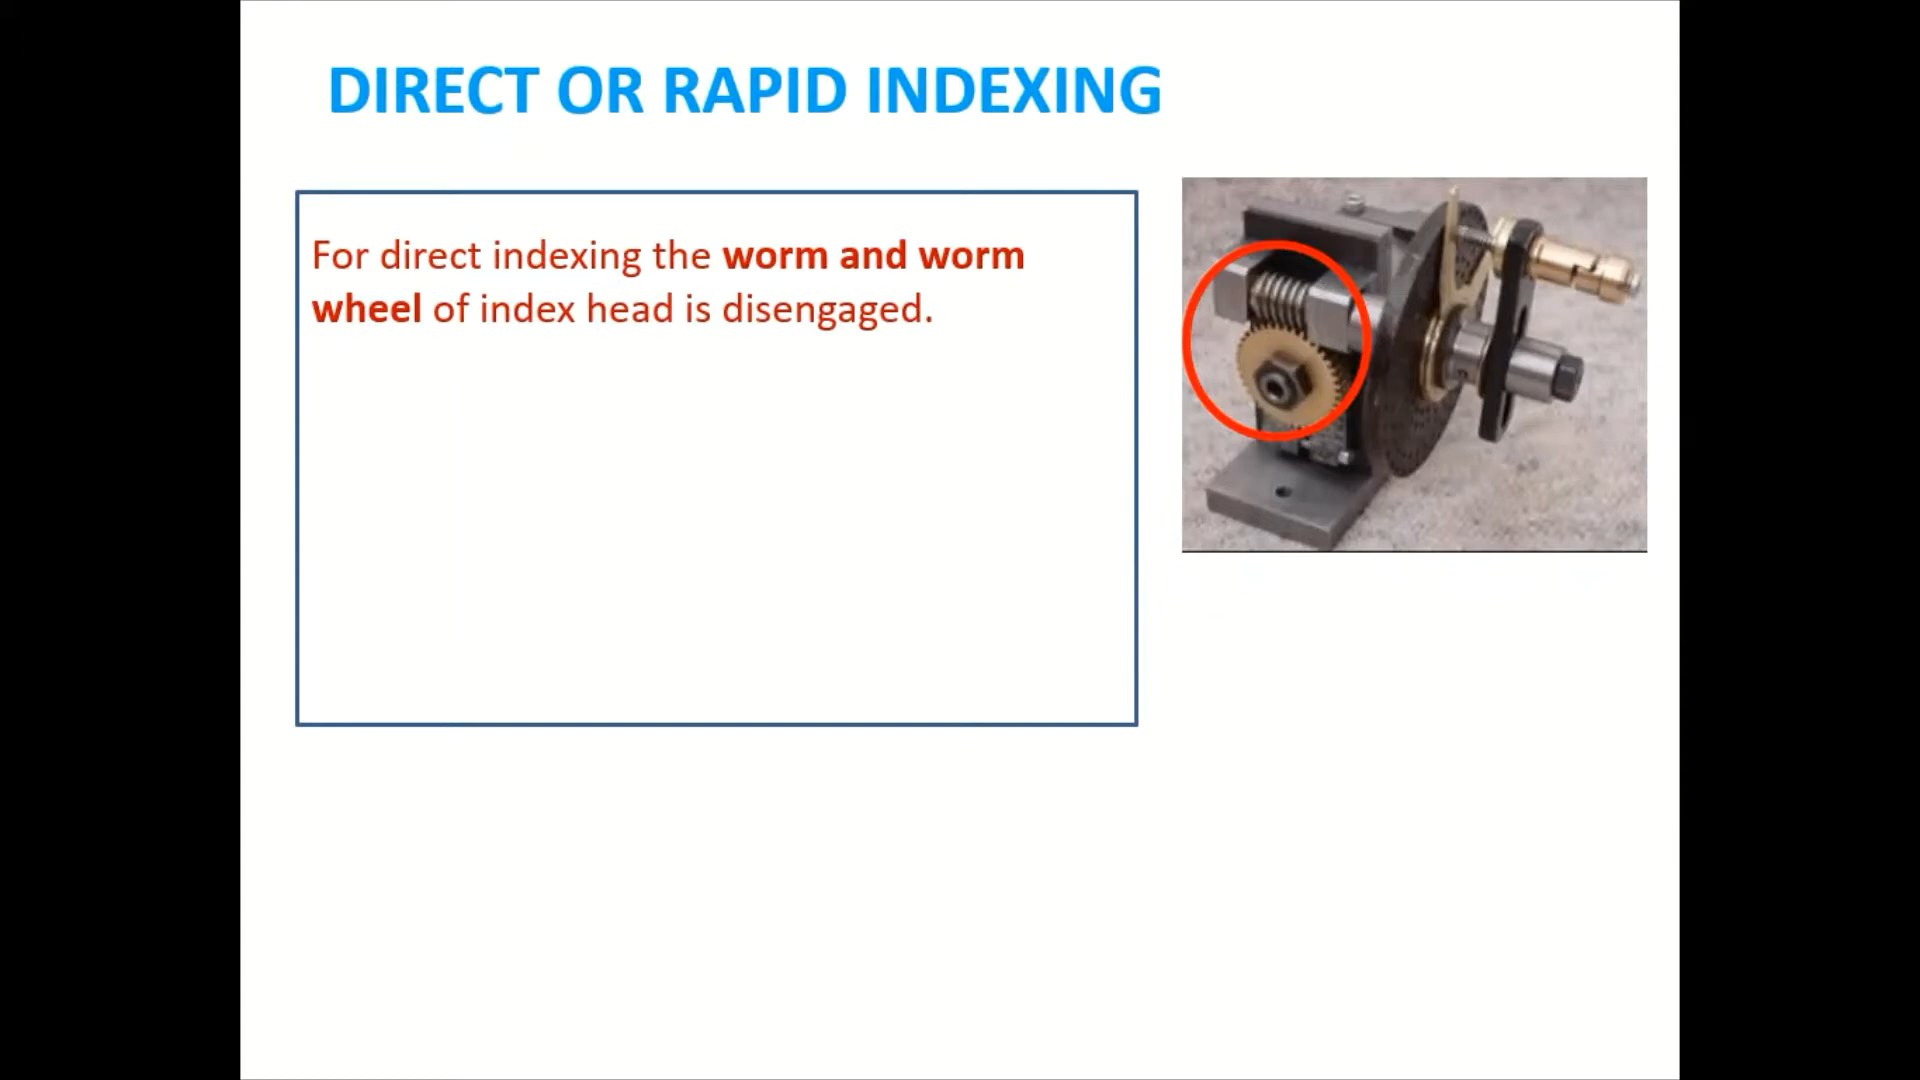 DIRECT OR RAPID INDEXING
For direct indexing the worm and worm
wheel of index head is disengaged.